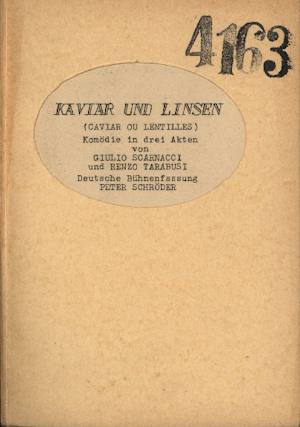 4163
KAVIAR UND LINSEN
(CAVIAR OU LENTILLES)
Komödie in drei Akten
von
GIULIO SCARNACCI
und RENZO TARABUSI
Deutsche Bühnenfassung
PETER SCHRÖDER